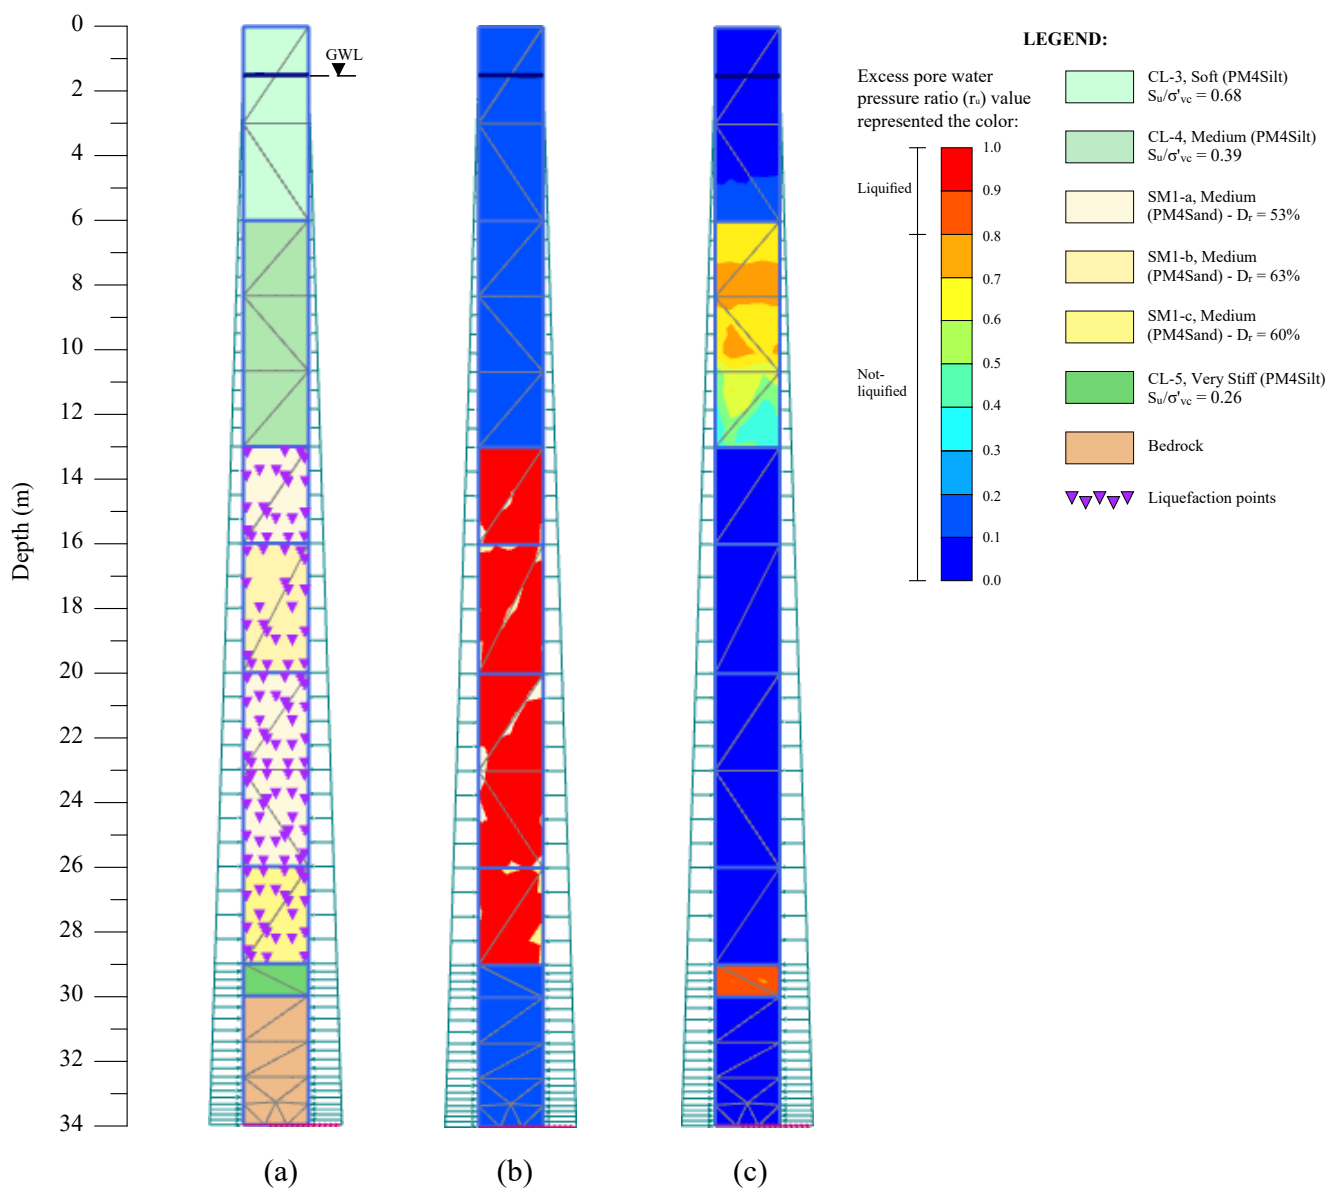 0
2
4
6
8
10
12
14
16
18
20
22
24
26
28
30
32
34
Depth (m)
GWL
(a)
(b)
(c)
LEGEND:
Excess pore water
pressure ratio (rᵤ) value
represented the color:
Liquified
Not-
liquified
1.0
0.9
0.8
0.7
0.6
0.5
0.4
0.3
0.2
0.1
0.0
CL-3, Soft (PM4Silt)
Sᵤ/σ'ᵥc = 0.68
CL-4, Medium (PM4Silt)
Sᵤ/σ'ᵥc = 0.39
SM1-a, Medium
(PM4Sand) - Dᵣ = 53%
SM1-b, Medium
(PM4Sand) - Dᵣ = 63%
SM1-c, Medium
(PM4Sand) - Dᵣ = 60%
CL-5, Very Stiff (PM4Silt)
Sᵤ/σ'ᵥc = 0.26
Bedrock
Liquefaction points